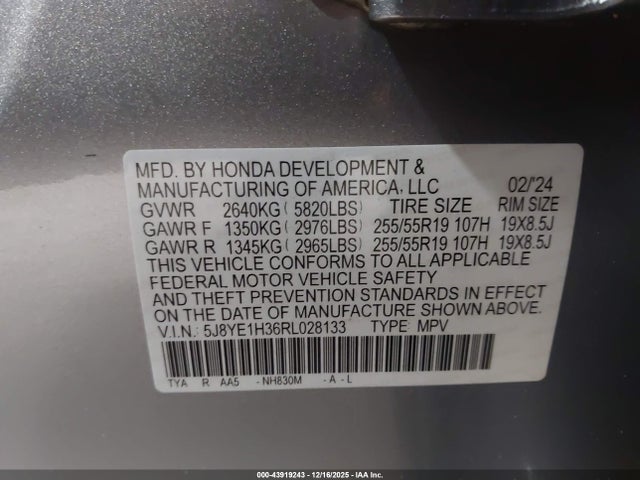 MFD. BY HONDA DEVELOPMENT &
MANUFACTURING OF AMERICA, LLC 02/'24
GVWR 2640KG ( 5820LBS) TIRE SIZE RIM SIZE
GAWR F 1350KG ( 2976LBS) 255/55R19 107H 19X8.5J
GAWR R 1345KG ( 2965LBS) 255/55R19 107H 19X8.5J
THIS VEHICLE CONFORMS TO ALL APPLICABLE
FEDERAL MOTOR VEHICLE SAFETY
AND THEFT PREVENTION STANDARDS IN EFFECT
ON THE DATE OF MANUFACTURE SHOWN ABOVE.
V.I.N.: 5J8YE1H36RL028133 TYPE: MPV
TYA R AA5 -NH830M -A-L
000-43919243 - 12/16/2025 - IAA Inc.